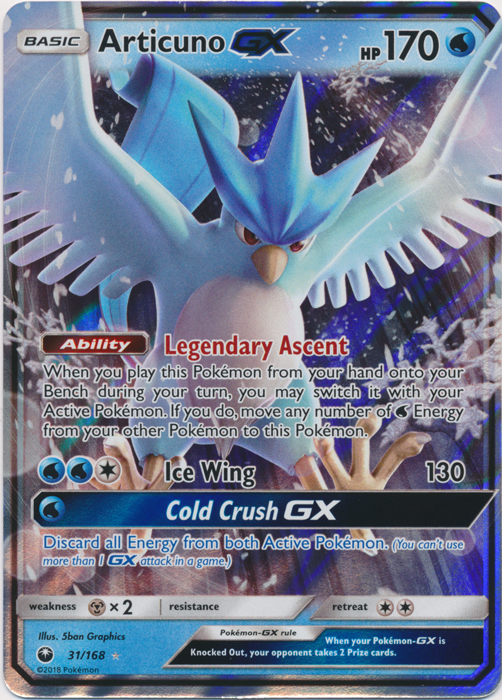 BASIC Articuno GX HP 170
Ability Legendary Ascent
When you play this Pokémon from your hand onto your
Bench during your turn, you may switch it with your
Active Pokémon. If you do, move any number of Energy
from your other Pokémon to this Pokémon.
Ice Wing 130
Cold Crush GX
Discard all Energy from both Active Pokémon. (You can't use
more than 1 GX attack in a game.)
weakness ×2 resistance retreat
Illus. 5ban Graphics
Pokémon-GX rule
When your Pokémon-GX is
Knocked Out, your opponent takes 2 Prize cards.
31/168
©2018 Pokémon